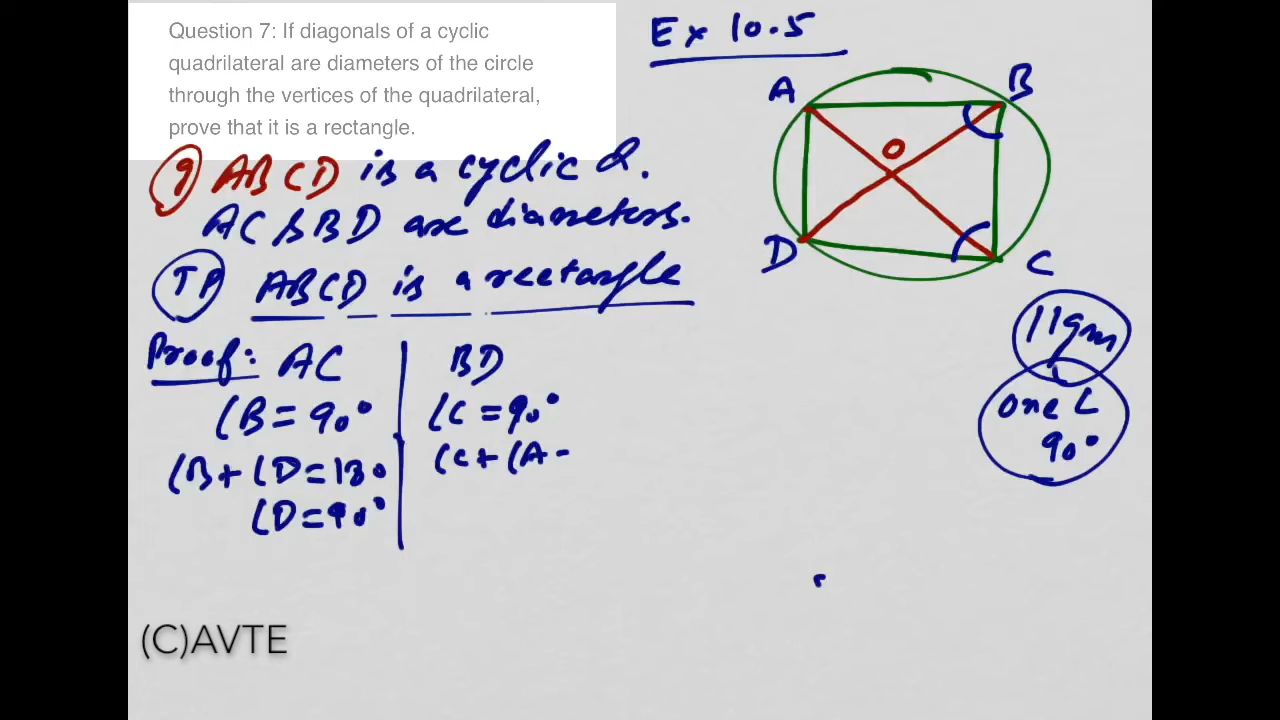 Question 7: If diagonals of a cyclic
quadrilateral are diameters of the circle
through the vertices of the quadrilateral,
prove that it is a rectangle.
Ex 10.5
A
B
O
D
C
9 ABCD is a cyclic Q.
AC & BD are diameters.
TP ABCD is a rectangle
Proof: AC
∠B = 90°
∠B + ∠D = 180
∠D = 90°
BD
∠C = 90°
∠C + ∠A =
11gm
one ∠
90°
(C)AVTE